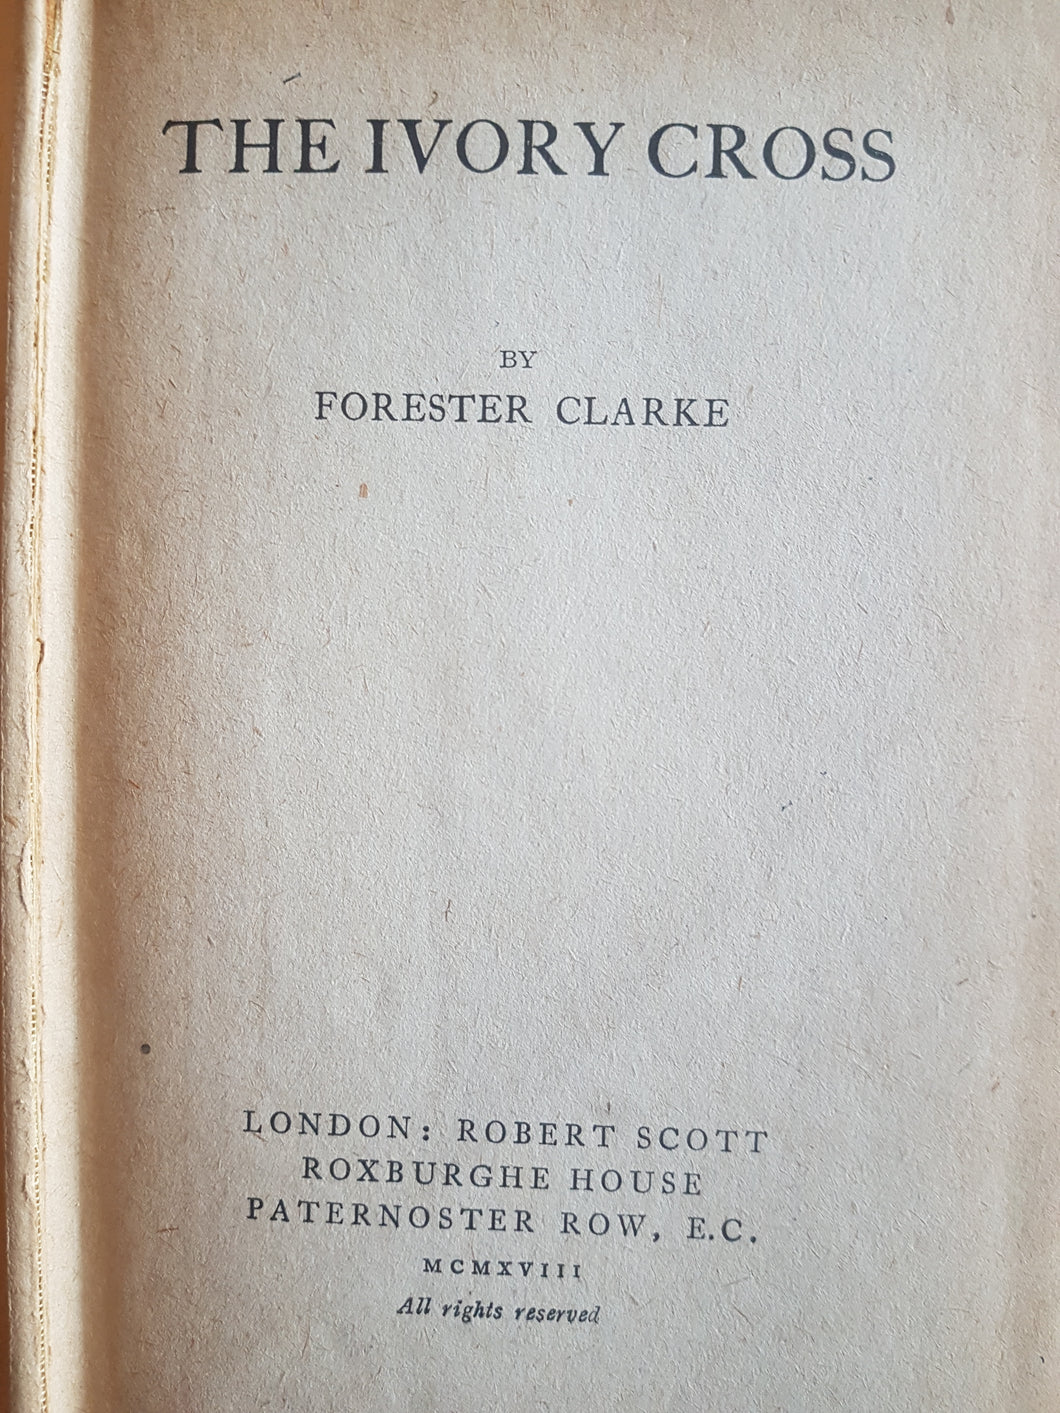 THE IVORY CROSS
BY
FORESTER CLARKE
LONDON: ROBERT SCOTT
ROXBURGHE HOUSE
PATERNOSTER ROW, E.C.
MCMXVIII
All rights reserved